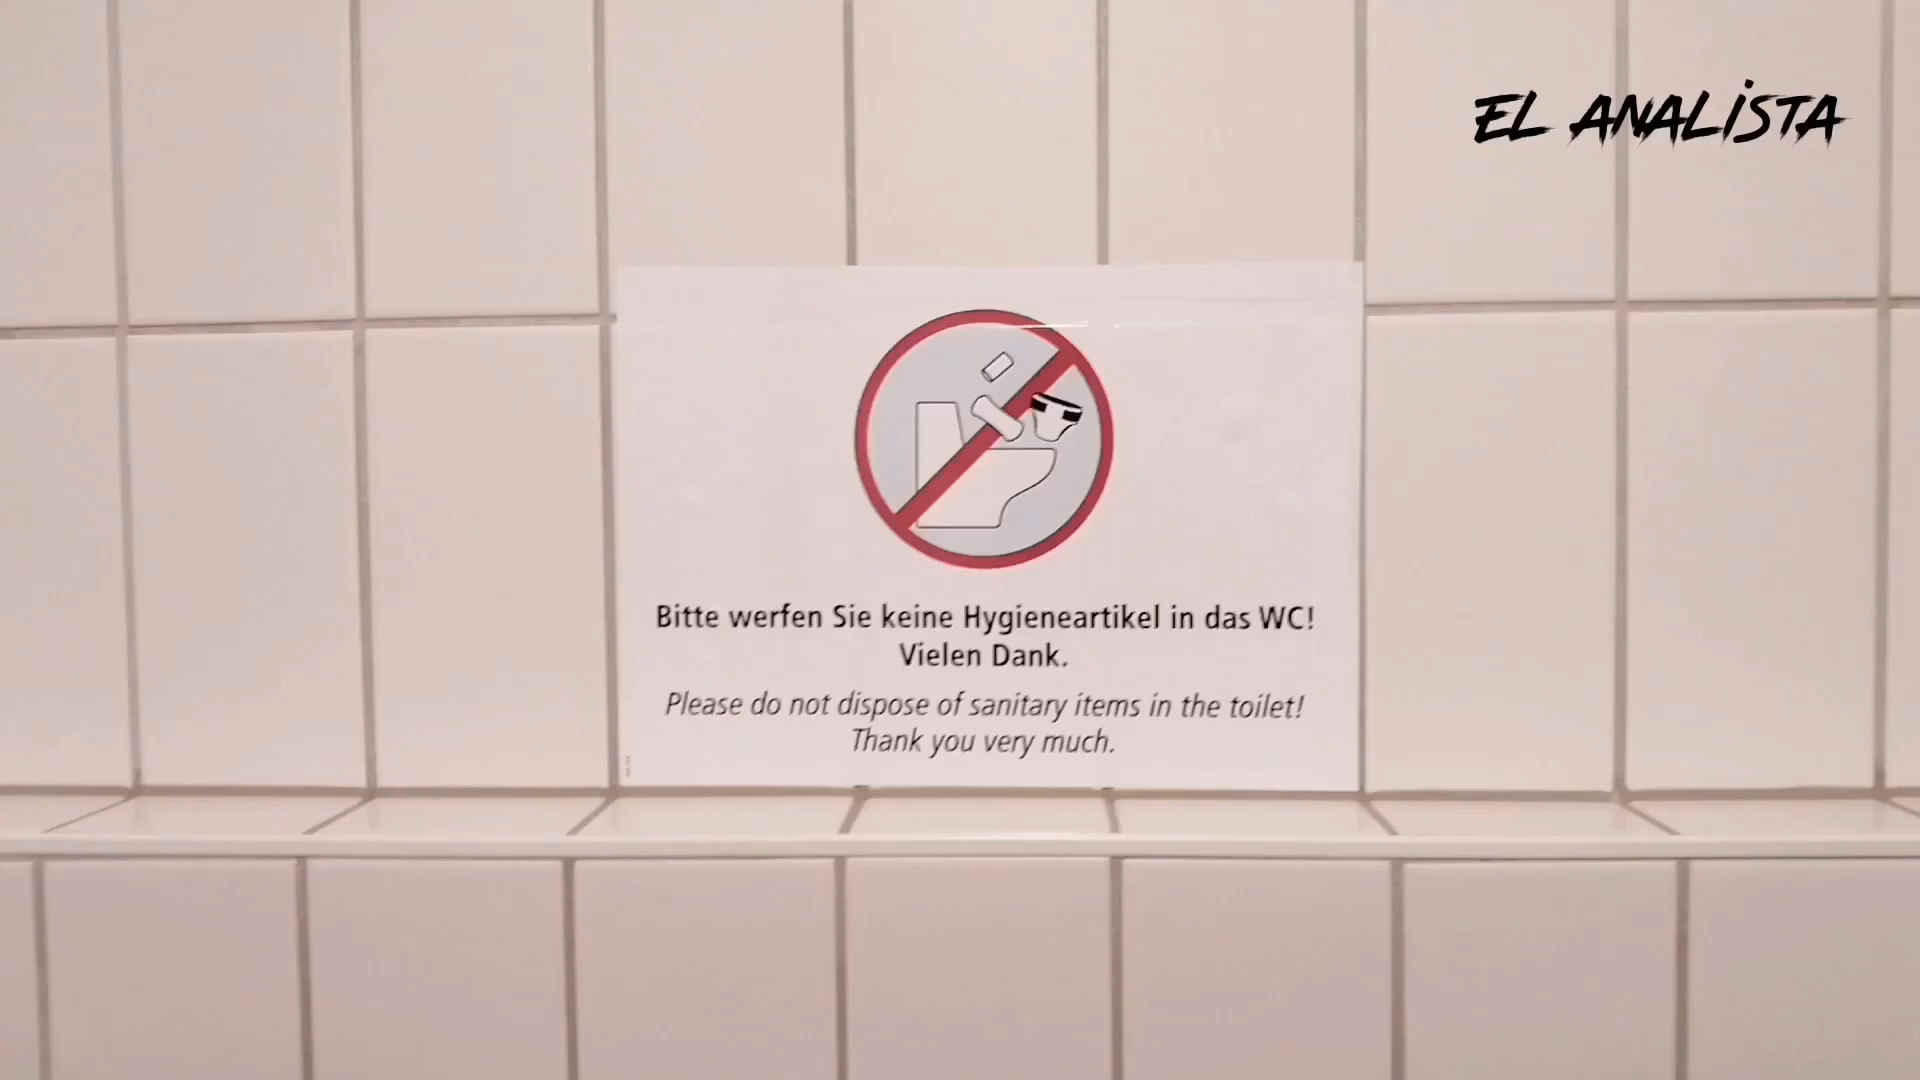 EL ANALISTA
Bitte werfen Sie keine Hygieneartikel in das WC!
Vielen Dank.
Please do not dispose of sanitary items in the toilet!
Thank you very much.